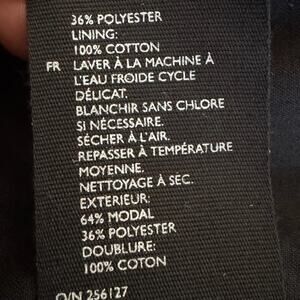 36% POLYESTER
LINING:
100% COTTON
FR LAVER À LA MACHINE À
L'EAU FROIDE CYCLE
DÉLICAT.
BLANCHIR SANS CHLORE
SI NÉCESSAIRE.
SÉCHER À L'AIR.
REPASSER À TEMPÉRATURE
MOYENNE.
NETTOYAGE À SEC.
EXTERIEUR:
64% MODAL
36% POLYESTER
DOUBLURE:
100% COTON
O/N 256127